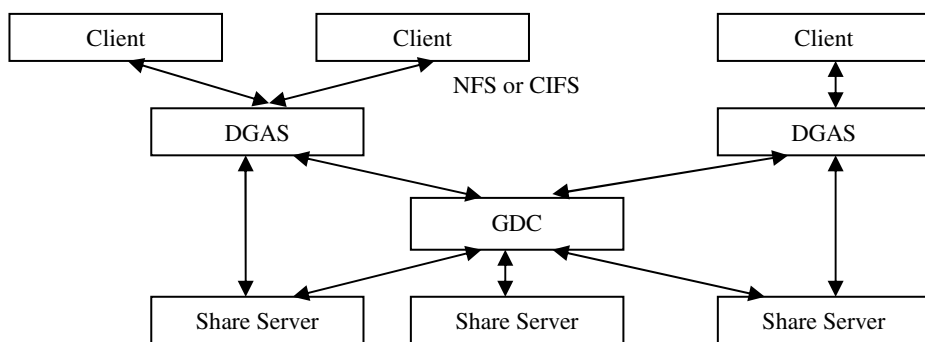 Client
Client
Client
NFS or CIFS
DGAS
DGAS
GDC
Share Server
Share Server
Share Server